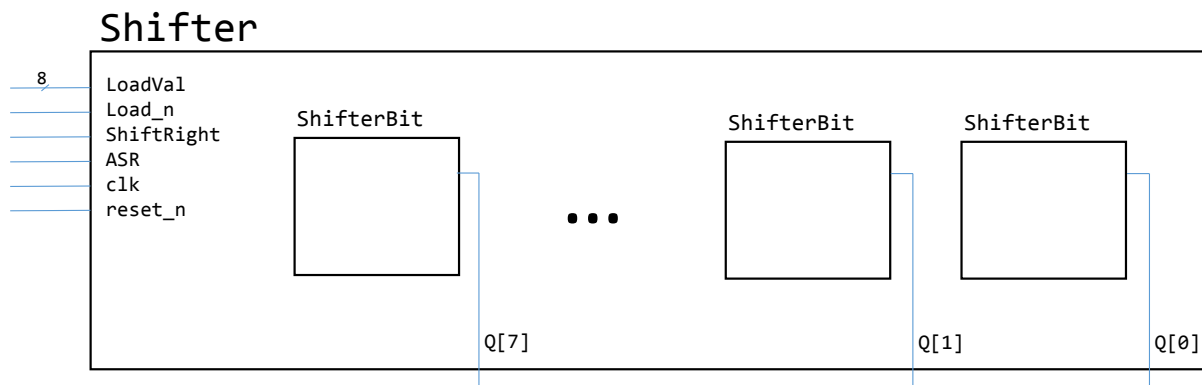 Shifter
8
LoadVal
Load_n
ShiftRight
ASR
clk
reset_n
ShifterBit
ShifterBit
ShifterBit
...
Q[7]
Q[1]
Q[0]